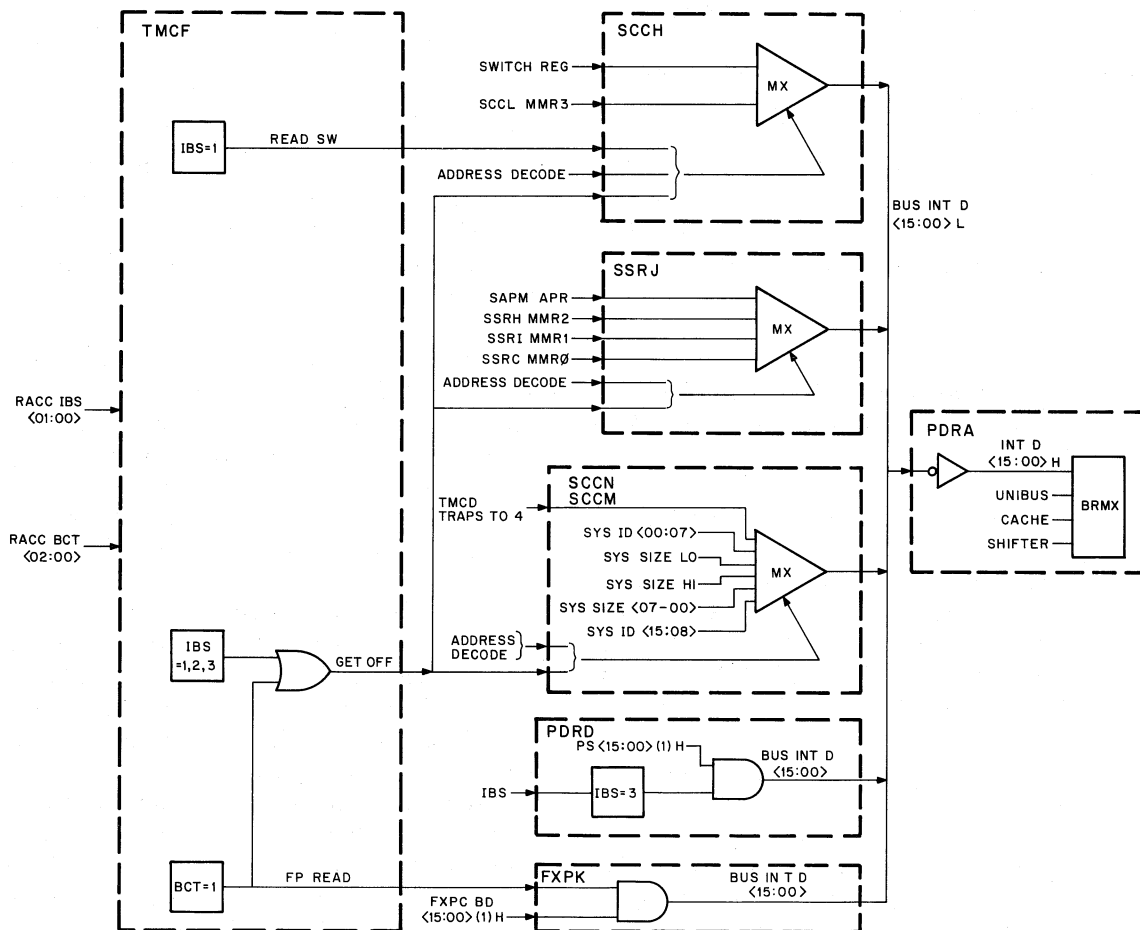 TMCF
IBS=1
READ SW
RACC IBS
<01:00>
RACC BCT
<02:00>
IBS
=1,2,3
GET OFF
BCT=1
FP READ
SCCH
SWITCH REG
SCCL MMR3
MX
ADDRESS DECODE
BUS INT D
<15:00> L
SSRJ
SAPM APR
SSRH MMR2
SSRI MMR1
SSRC MMRØ
MX
ADDRESS DECODE
SCCN
SCCM
TMCD
TRAPS TO 4
SYS ID <00:07>
SYS SIZE LO
SYS SIZE HI
SYS SIZE <07-00>
SYS ID <15:08>
MX
ADDRESS
DECODE
PDRD
PS<15:00>(1) H
IBS
IBS=3
BUS INT D
<15:00>
FXPK
FXPC BD
<15:00>(1) H
BUS INT D
<15:00>
PDRA
INT D
<15:00> H
UNIBUS
CACHE
SHIFTER
BRMX